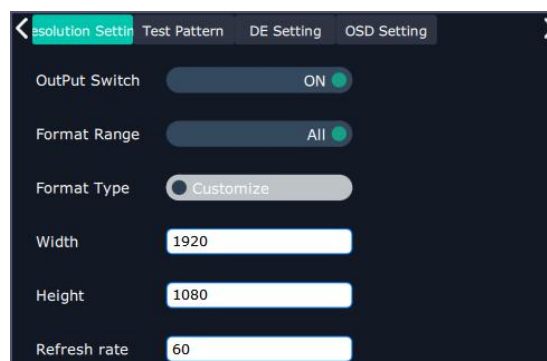 esolution Settin Test Pattern DE Setting OSD Setting
OutPut Switch ON
Format Range All
Format Type Customize
Width 1920
Height 1080
Refresh rate 60